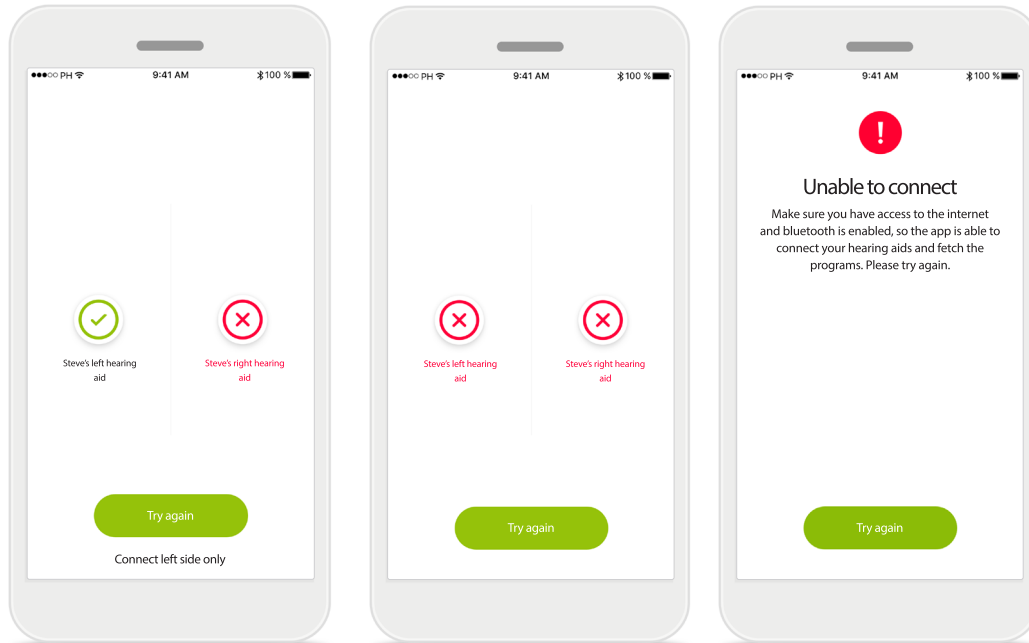 ●●●○○ PH 9:41 AM 100 %
Steve's left hearing
aid
Steve's right hearing
aid
Try again
Connect left side only
●●●○○ PH 9:41 AM 100 %
Steve's left hearing
aid
Steve's right hearing
aid
Try again
●●●○○ PH 9:41 AM 100 %
!
Unable to connect
Make sure you have access to the internet
and bluetooth is enabled, so the app is able to
connect your hearing aids and fetch the
programs. Please try again.
Try again